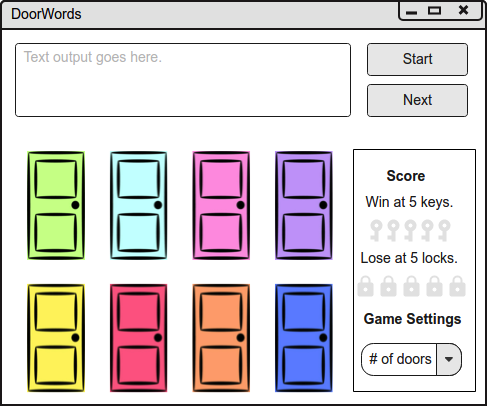 DoorWords
Text output goes here.
Start
Next
Score
Win at 5 keys.
Lose at 5 locks.
Game Settings
# of doors